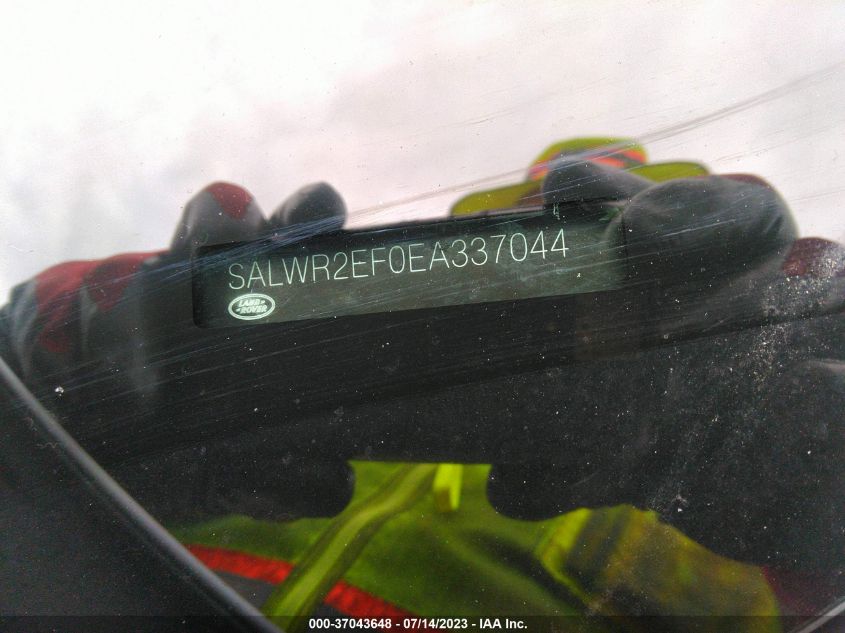 SALWR2EF0EA337044
LAND
ROVER
000-37043648 - 07/14/2023 - IAA Inc.